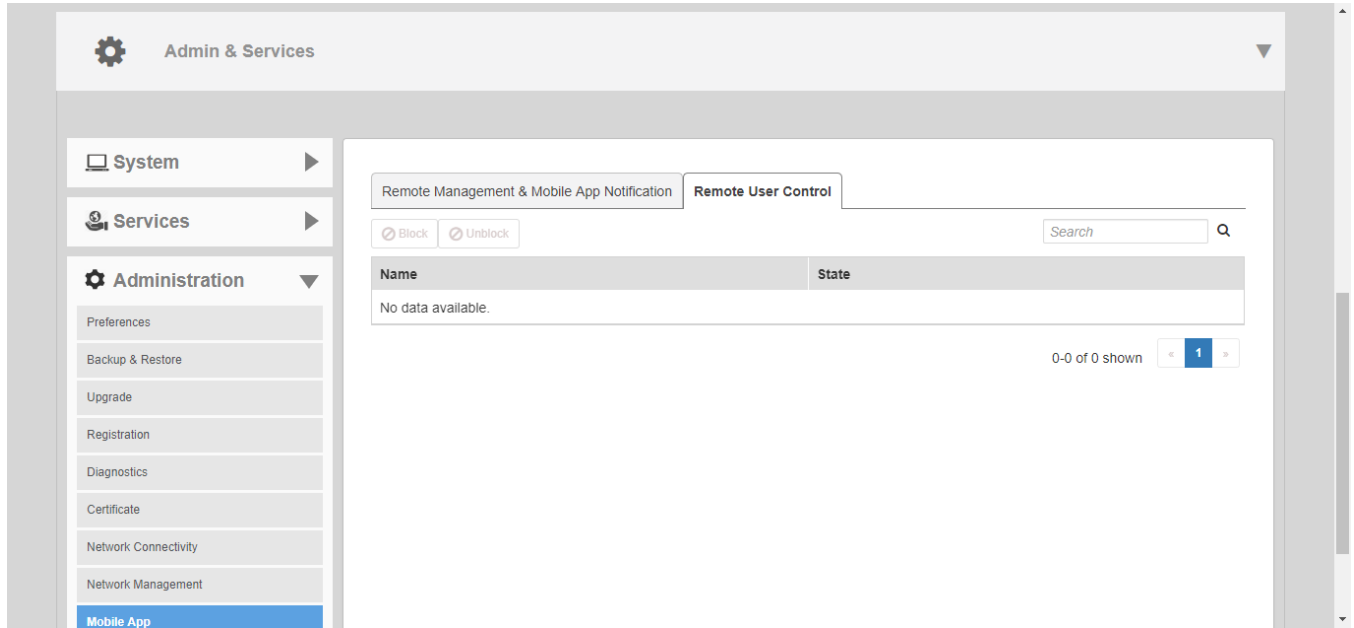 Admin & Services
System
Services
Administration
Preferences
Backup & Restore
Upgrade
Registration
Diagnostics
Certificate
Network Connectivity
Network Management
Mobile App
Remote Management & Mobile App Notification Remote User Control
Block Unblock Search
Name State
No data available.
0-0 of 0 shown « 1 »